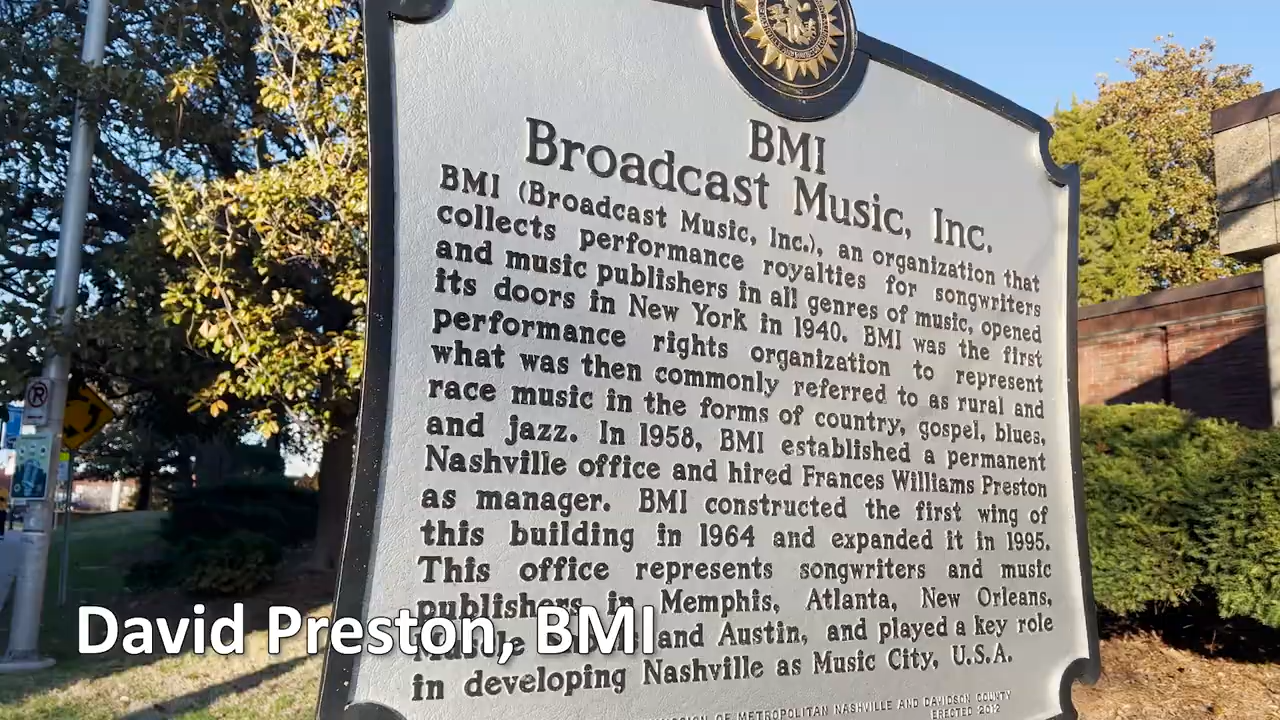 BMI
Broadcast Music, Inc.
BMI (Broadcast Music, Inc.), an organization that
collects performance royalties for songwriters
and music publishers in all genres of music, opened
its doors in New York in 1940. BMI was the first
performance rights organization to represent
what was then commonly referred to as rural and
race music in the forms of country, gospel, blues,
and jazz. In 1958, BMI established a permanent
Nashville office and hired Frances Williams Preston
as manager. BMI constructed the first wing of
this building in 1964 and expanded it in 1995.
This office represents songwriters and music
publishers in Memphis, Atlanta, New Orleans,
and Austin, and played a key role
in developing Nashville as Music City, U.S.A.
OF METROPOLITAN NASHVILLE AND DAVIDSON COUNTY
ERECTED 2012
David Preston, BMI